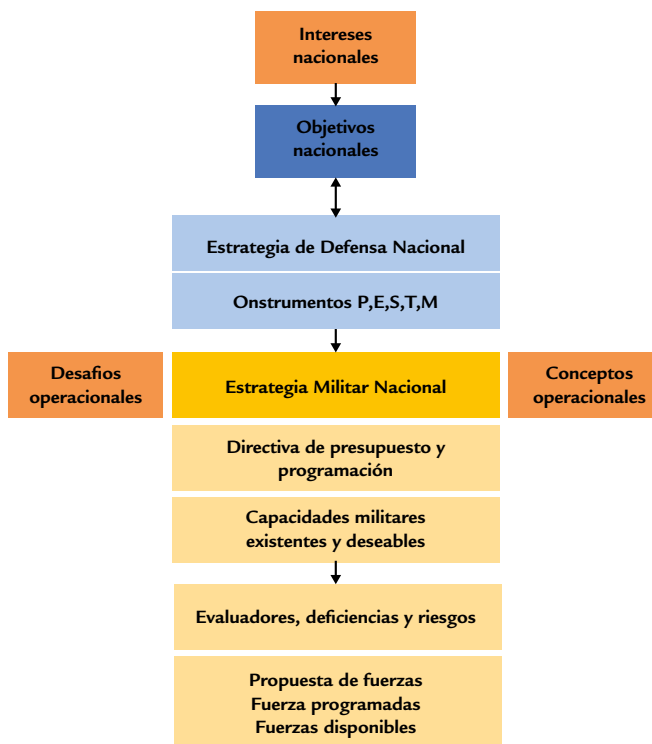 Intereses
nacionales
Objetivos
nacionales
Estrategia de Defensa Nacional
Onstrumentos P,E,S,T,M
Desafios
operacionales
Estrategia Militar Nacional
Conceptos
operacionales
Directiva de presupuesto y
programación
Capacidades militares
existentes y deseables
Evaluadores, deficiencias y riesgos
Propuesta de fuerzas
Fuerza programadas
Fuerzas disponibles